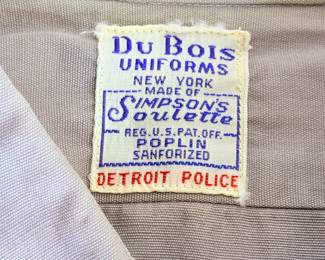 Du Bois
UNIFORMS
NEW YORK
MADE OF
SIMPSON'S
Soulette
REG. U.S. PAT. OFF.
POPLIN
SANFORIZED
DETROIT POLICE